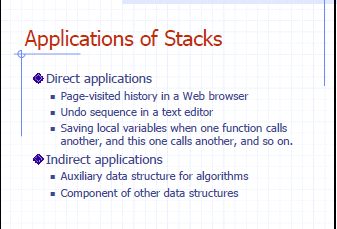 Applications of Stacks
Direct applications
Page-visited history in a Web browser
Undo sequence in a text editor
Saving local variables when one function calls
another, and this one calls another, and so on.
Indirect applications
Auxiliary data structure for algorithms
Component of other data structures